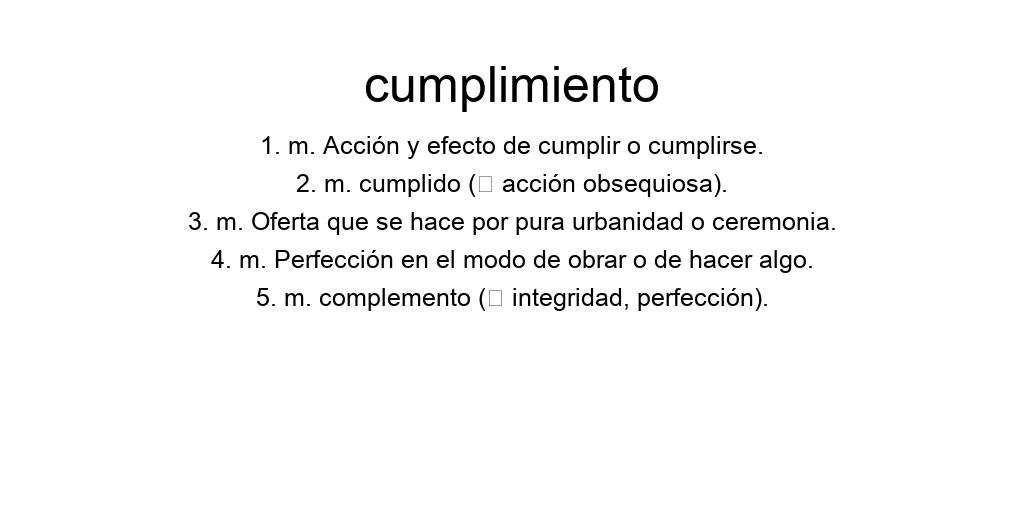 cumplimiento
1. m. Acción y efecto de cumplir o cumplirse.
2. m. cumplido (□ acción obsequiosa).
3. m. Oferta que se hace por pura urbanidad o ceremonia.
4. m. Perfección en el modo de obrar o de hacer algo.
5. m. complemento (□ integridad, perfección).